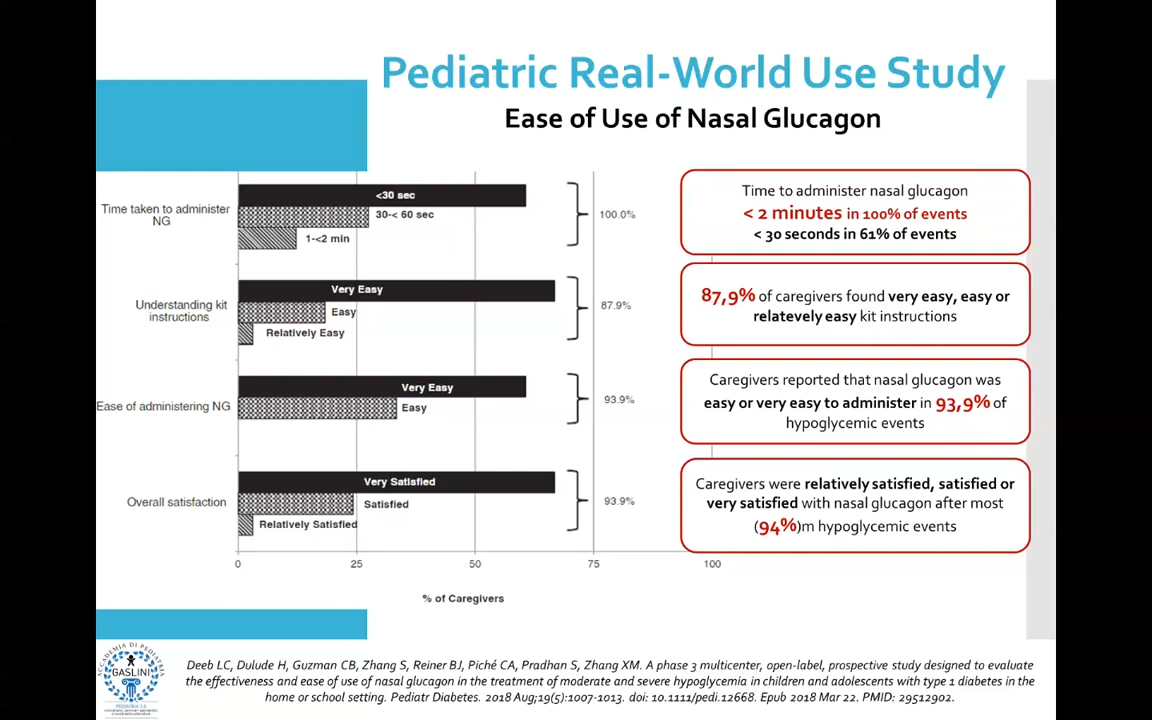 Pediatric Real-World Use Study
Ease of Use of Nasal Glucagon
Time taken to administer
NG
<30 sec
30-< 60 sec
1-<2 min
100.0%
Understanding kit
instructions
Very Easy
Easy
Relatively Easy
87.9%
Ease of administering NG
Very Easy
Easy
93.9%
Overall satisfaction
Very Satisfied
Satisfied
Relatively Satisfied
93.9%
0
25
50
75
100
% of Caregivers
Time to administer nasal glucagon
< 2 minutes in 100% of events
< 30 seconds in 61% of events
87,9% of caregivers found very easy, easy or
relatevely easy kit instructions
Caregivers reported that nasal glucagon was
easy or very easy to administer in 93,9% of
hypoglycemic events
Caregivers were relatively satisfied, satisfied or
very satisfied with nasal glucagon after most
(94%)m hypoglycemic events
ACCADEMIA DI PEDIATRIA
GASLINI
PEDIATRIA 2.0
Deeb LC, Dulude H, Guzman CB, Zhang S, Reiner BJ, Piché CA, Pradhan S, Zhang XM. A phase 3 multicenter, open-label, prospective study designed to evaluate
the effectiveness and ease of use of nasal glucagon in the treatment of moderate and severe hypoglycemia in children and adolescents with type 1 diabetes in the
home or school setting. Pediatr Diabetes. 2018 Aug;19(5):1007-1013. doi: 10.1111/pedi.12668. Epub 2018 Mar 22. PMID: 29512902.